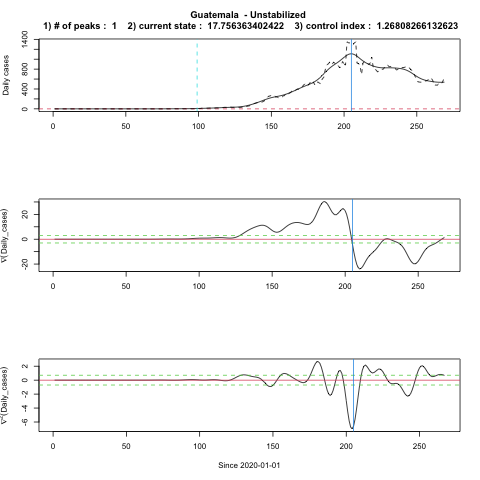 Guatemala - Unstabilized
1) # of peaks : 1 2) current state : 17.756363402422 3) control index : 1.26808266132623
Daily cases
0 400 800 1400
0 50 100 150 200 250
∇(Daily_cases)
-20 0 10 20
0 50 100 150 200 250
∇²(Daily_cases)
-6 -4 -2 0 2
0 50 100 150 200 250
Since 2020-01-01